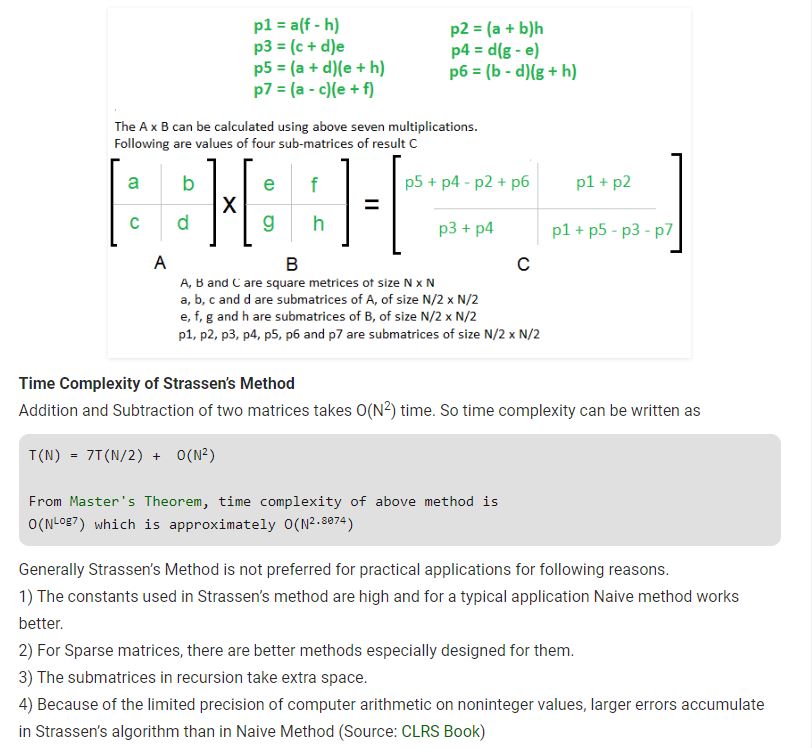 p1 = a(f - h) p2 = (a + b)h
p3 = (c + d)e p4 = d(g - e)
p5 = (a + d)(e + h) p6 = (b - d)(g + h)
p7 = (a - c)(e + f)
The A x B can be calculated using above seven multiplications.
Following are values of four sub-matrices of result C
a b e f p5 + p4 - p2 + p6 p1 + p2
X =
c d g h p3 + p4 p1 + p5 - p3 - p7
A B C
A, B and C are square metrices of size N x N
a, b, c and d are submatrices of A, of size N/2 x N/2
e, f, g and h are submatrices of B, of size N/2 x N/2
p1, p2, p3, p4, p5, p6 and p7 are submatrices of size N/2 x N/2
Time Complexity of Strassen's Method
Addition and Subtraction of two matrices takes O(N²) time. So time complexity can be written as
T(N) = 7T(N/2) + O(N²)
From Master's Theorem, time complexity of above method is
O(N^Log7) which is approximately O(N^2.8074)
Generally Strassen's Method is not preferred for practical applications for following reasons.
1) The constants used in Strassen's method are high and for a typical application Naive method works
better.
2) For Sparse matrices, there are better methods especially designed for them.
3) The submatrices in recursion take extra space.
4) Because of the limited precision of computer arithmetic on noninteger values, larger errors accumulate
in Strassen's algorithm than in Naive Method (Source: CLRS Book)